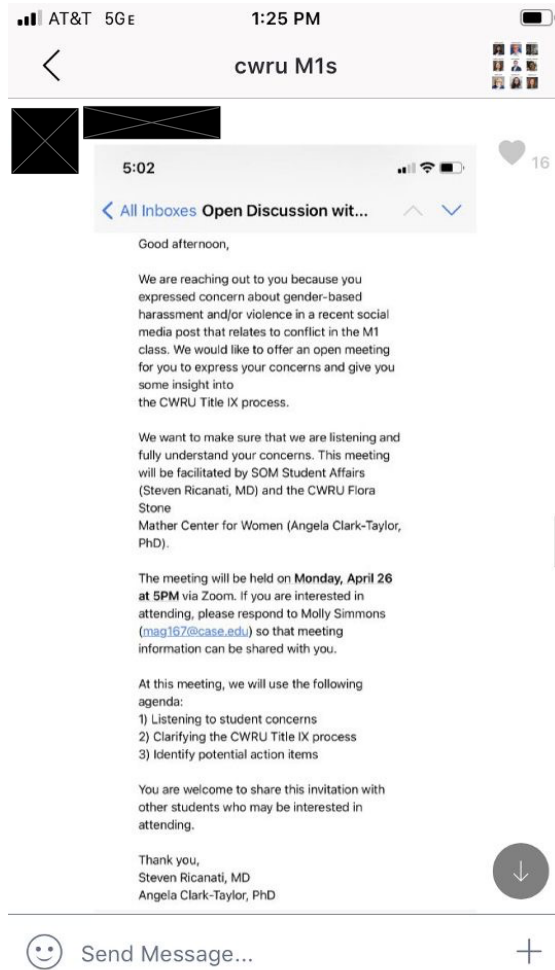 AT&T 5GE 1:25 PM
cwru M1s
16
5:02
All Inboxes Open Discussion wit...
Good afternoon,
We are reaching out to you because you
expressed concern about gender-based
harassment and/or violence in a recent social
media post that relates to conflict in the M1
class. We would like to offer an open meeting
for you to express your concerns and give you
some insight into
the CWRU Title IX process.
We want to make sure that we are listening and
fully understand your concerns. This meeting
will be facilitated by SOM Student Affairs
(Steven Ricanati, MD) and the CWRU Flora
Stone
Mather Center for Women (Angela Clark-Taylor,
PhD).
The meeting will be held on Monday, April 26
at 5PM via Zoom. If you are interested in
attending, please respond to Molly Simmons
(mag167@case.edu) so that meeting
information can be shared with you.
At this meeting, we will use the following
agenda:
1) Listening to student concerns
2) Clarifying the CWRU Title IX process
3) Identify potential action items
You are welcome to share this invitation with
other students who may be interested in
attending.
Thank you,
Steven Ricanati, MD
Angela Clark-Taylor, PhD
Send Message...